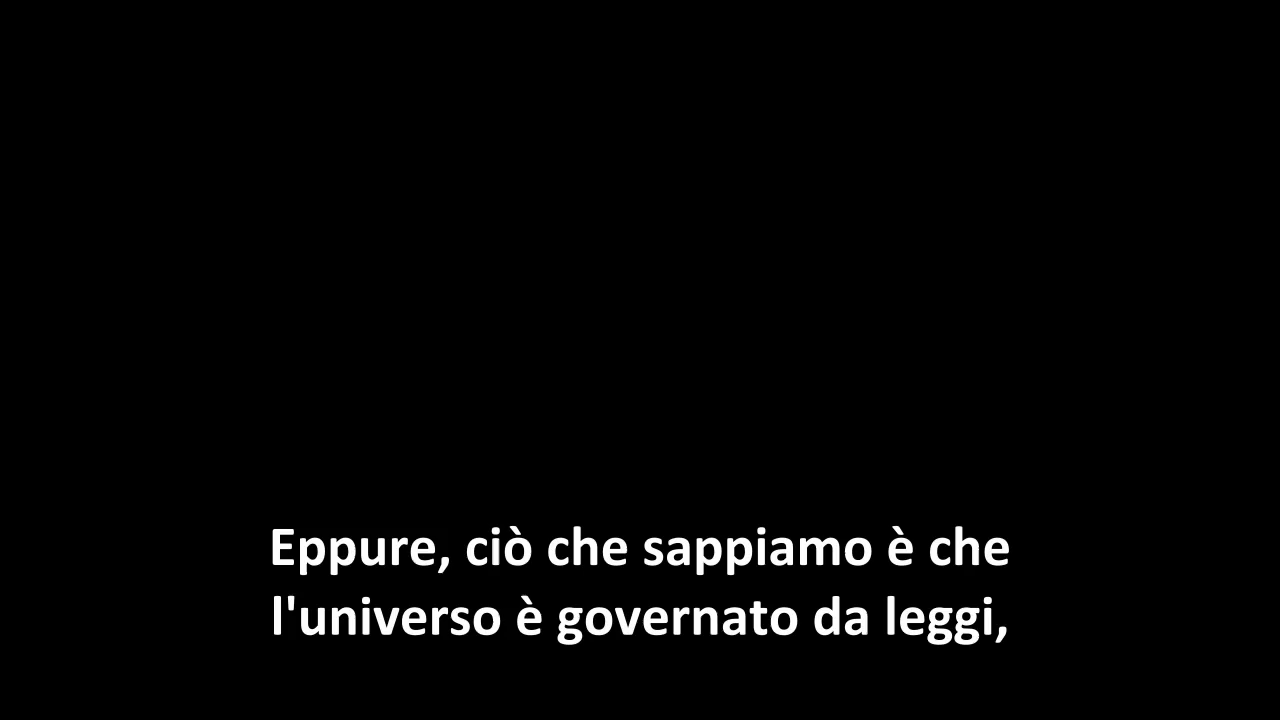 Eppure, ciò che sappiamo è che
l'universo è governato da leggi,